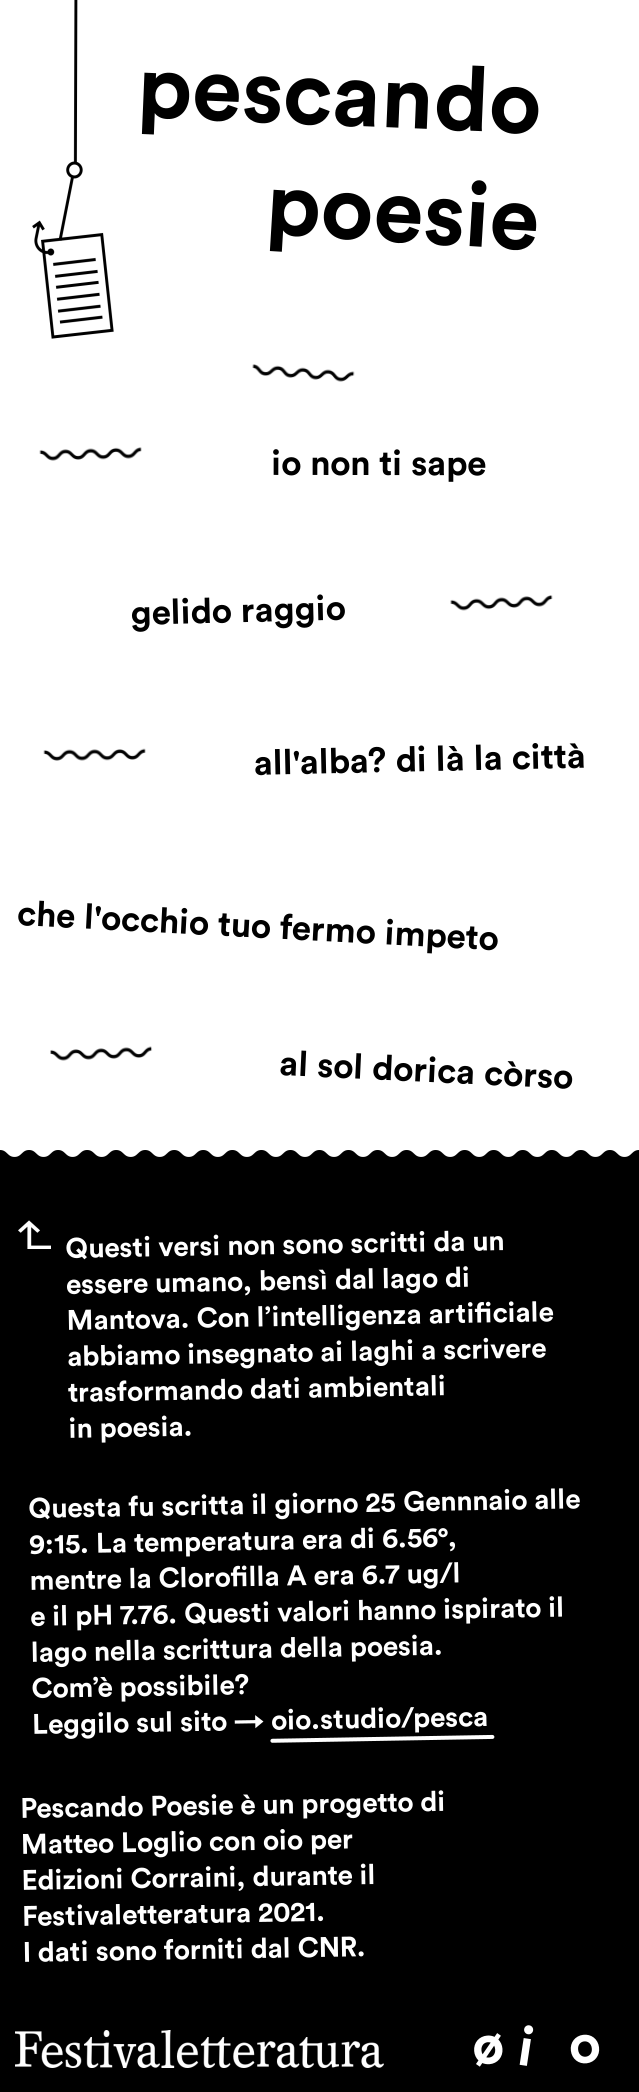 pescando
poesie
io non ti sape
gelido raggio
all'alba? di là la città
che l'occhio tuo fermo impeto
al sol dorica còrso
Questi versi non sono scritti da un
essere umano, bensì dal lago di
Mantova. Con l’intelligenza artificiale
abbiamo insegnato ai laghi a scrivere
trasformando dati ambientali
in poesia.
Questa fu scritta il giorno 25 Gennnaio alle
9:15. La temperatura era di 6.56°,
mentre la Clorofilla A era 6.7 ug/l
e il pH 7.76. Questi valori hanno ispirato il
lago nella scrittura della poesia.
Com’è possibile?
Leggilo sul sito → oio.studio/pesca
Pescando Poesie è un progetto di
Matteo Loglio con oio per
Edizioni Corraini, durante il
Festivaletteratura 2021.
I dati sono forniti dal CNR.
Festivaletteratura ø i o